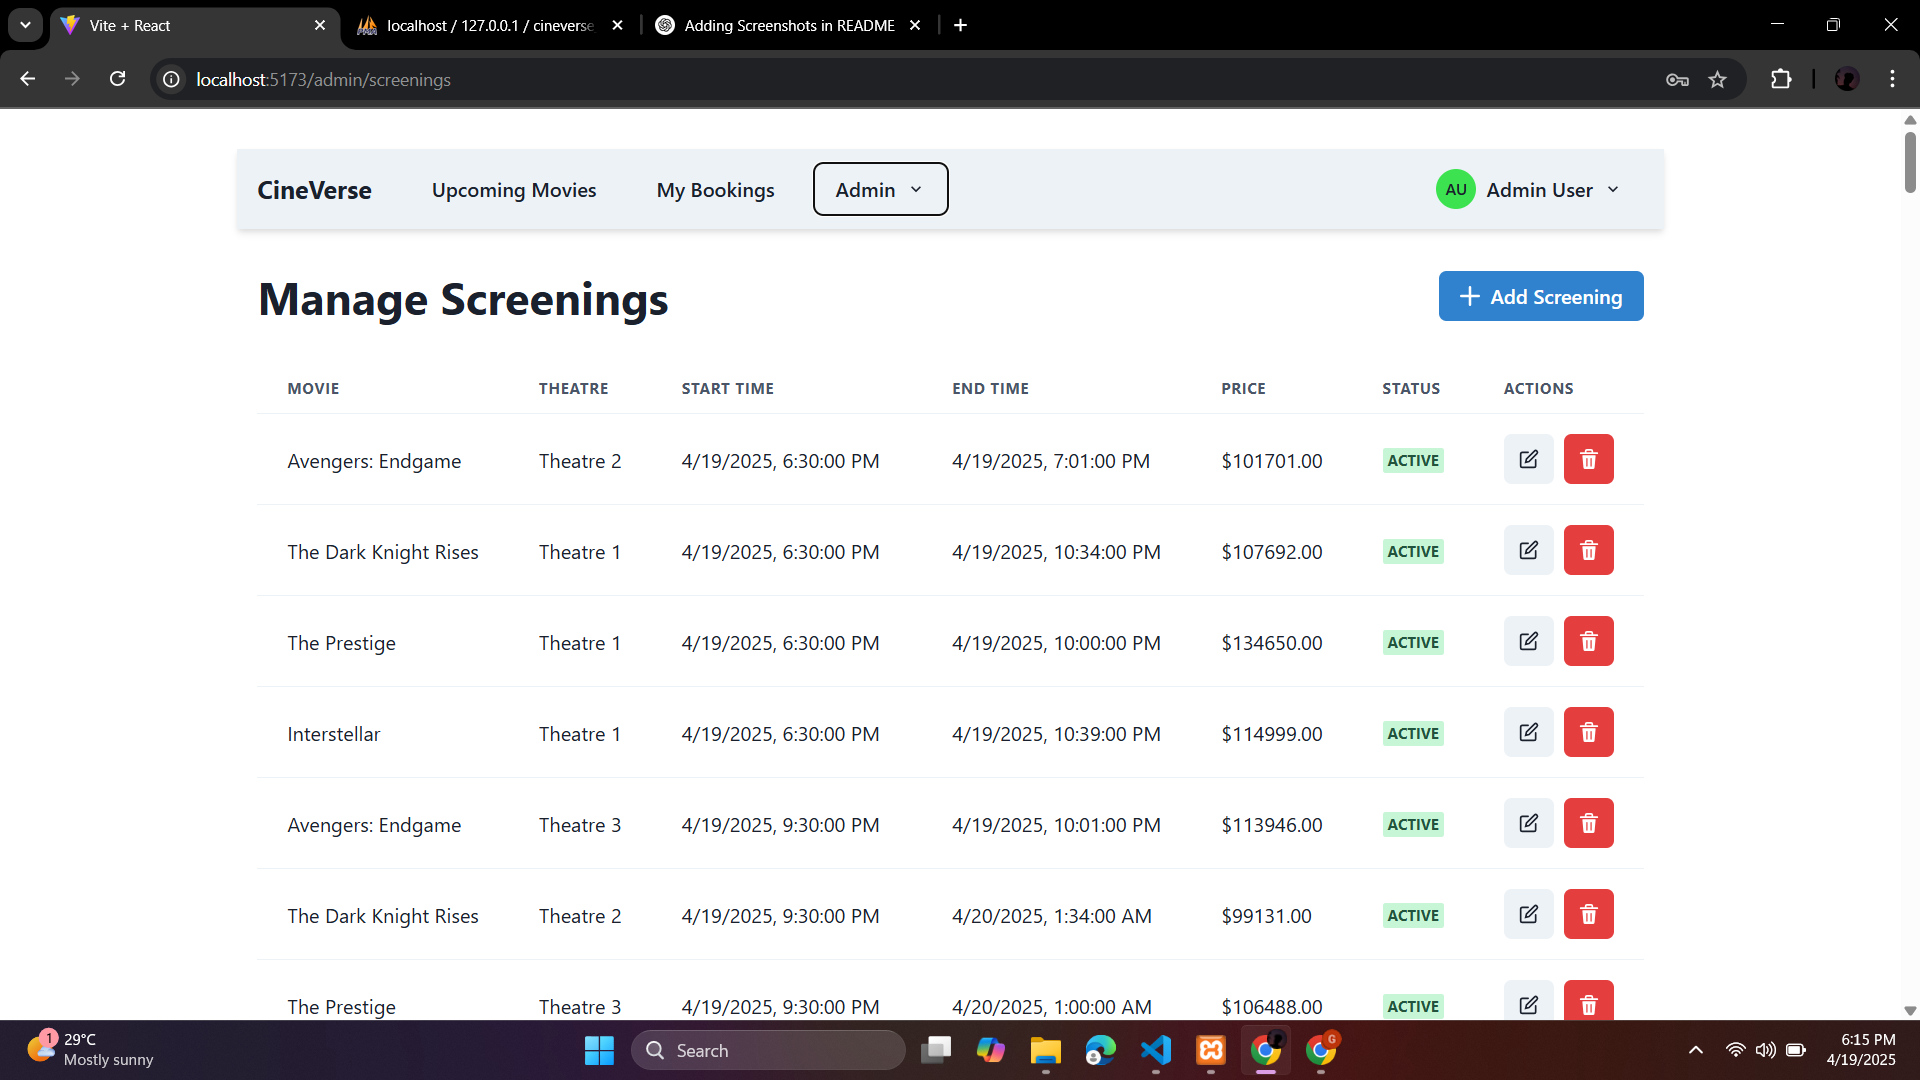 Vite + React
localhost / 127.0.0.1 / cineverse
Adding Screenshots in README
localhost:5173/admin/screenings
CineVerse Upcoming Movies My Bookings Admin AU Admin User
Manage Screenings + Add Screening
MOVIE THEATRE START TIME END TIME PRICE STATUS ACTIONS
Avengers: Endgame Theatre 2 4/19/2025, 6:30:00 PM 4/19/2025, 7:01:00 PM $101701.00 ACTIVE
The Dark Knight Rises Theatre 1 4/19/2025, 6:30:00 PM 4/19/2025, 10:34:00 PM $107692.00 ACTIVE
The Prestige Theatre 1 4/19/2025, 6:30:00 PM 4/19/2025, 10:00:00 PM $134650.00 ACTIVE
Interstellar Theatre 1 4/19/2025, 6:30:00 PM 4/19/2025, 10:39:00 PM $114999.00 ACTIVE
Avengers: Endgame Theatre 3 4/19/2025, 9:30:00 PM 4/19/2025, 10:01:00 PM $113946.00 ACTIVE
The Dark Knight Rises Theatre 2 4/19/2025, 9:30:00 PM 4/20/2025, 1:34:00 AM $99131.00 ACTIVE
The Prestige Theatre 3 4/19/2025, 9:30:00 PM 4/20/2025, 1:00:00 AM $106488.00 ACTIVE
1
29°C
Mostly sunny
Search
G
6:15 PM
4/19/2025